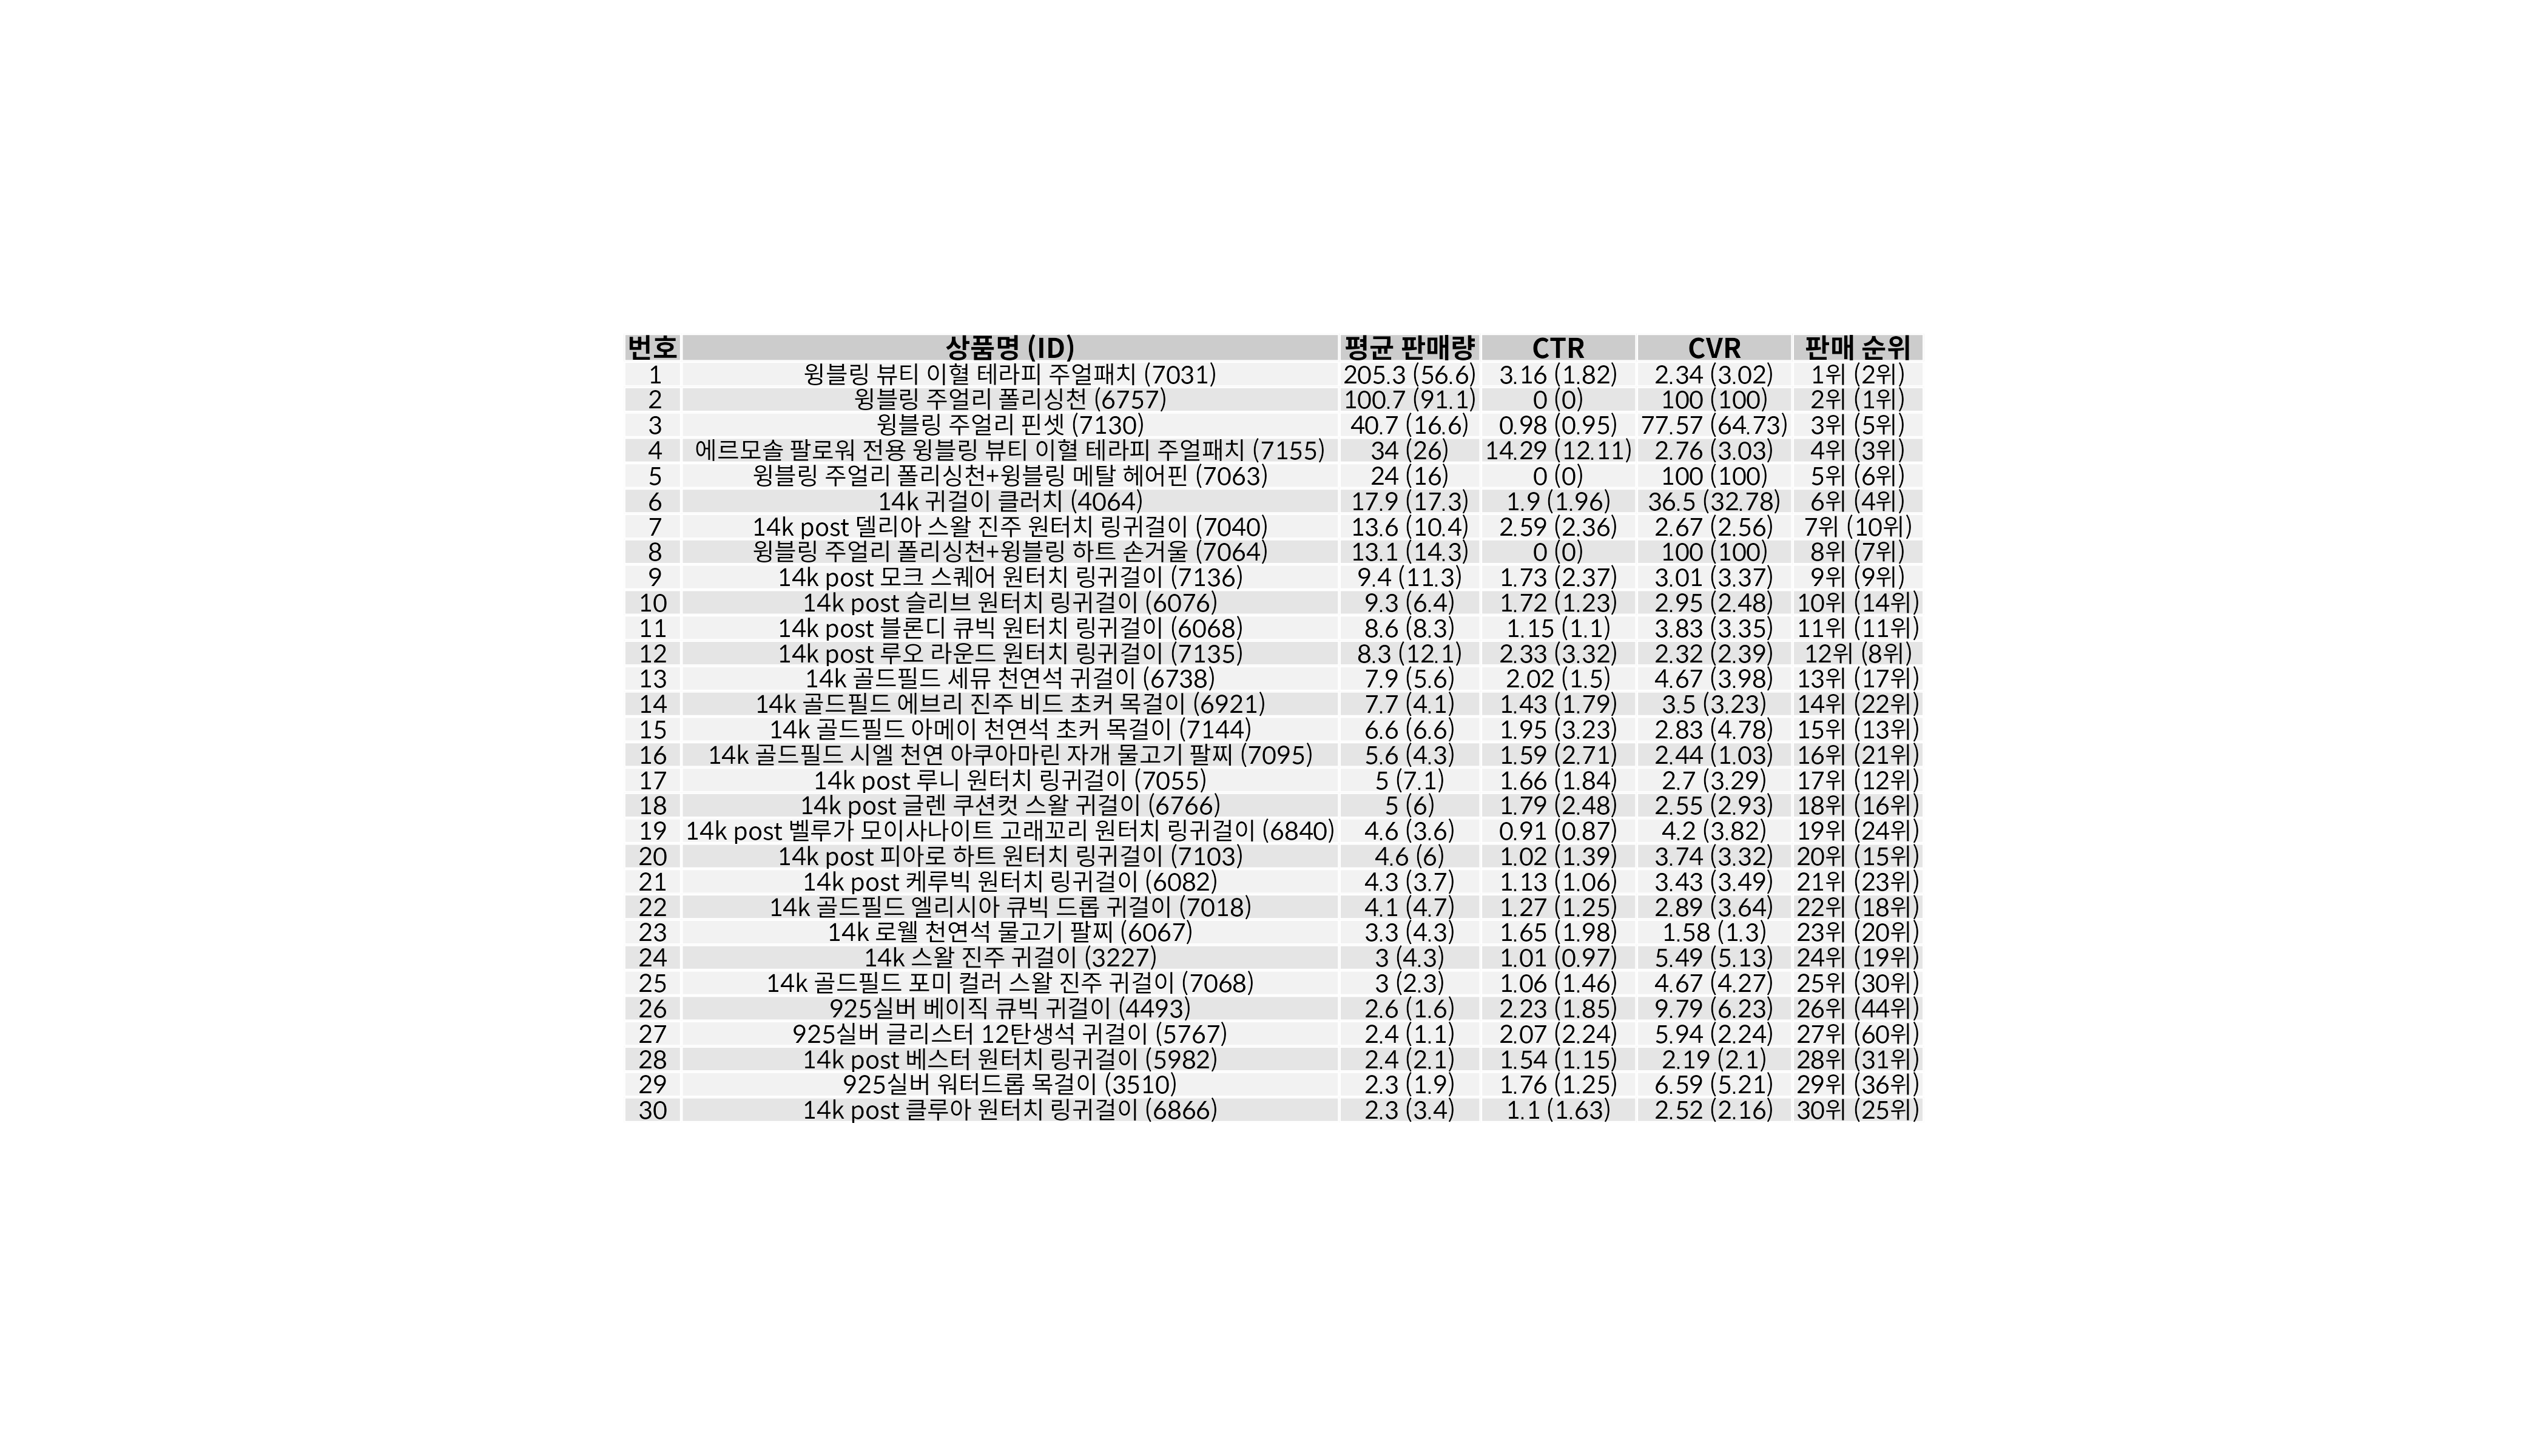 번호 상품명 (ID) 평균 판매량 CTR CVR 판매 순위
1 윙블링 뷰티 이혈 테라피 주얼패치 (7031) 205.3 (56.6) 3.16 (1.82) 2.34 (3.02) 1위 (2위)
2 윙블링 주얼리 폴리싱천 (6757) 100.7 (91.1) 0 (0) 100 (100) 2위 (1위)
3 윙블링 주얼리 핀셋 (7130) 40.7 (16.6) 0.98 (0.95) 77.57 (64.73) 3위 (5위)
4 에르모솔 팔로워 전용 윙블링 뷰티 이혈 테라피 주얼패치 (7155) 34 (26) 14.29 (12.11) 2.76 (3.03) 4위 (3위)
5 윙블링 주얼리 폴리싱천+윙블링 메탈 헤어핀 (7063) 24 (16) 0 (0) 100 (100) 5위 (6위)
6 14k 귀걸이 클러치 (4064) 17.9 (17.3) 1.9 (1.96) 36.5 (32.78) 6위 (4위)
7 14k post 델리아 스왈 진주 원터치 링귀걸이 (7040) 13.6 (10.4) 2.59 (2.36) 2.67 (2.56) 7위 (10위)
8 윙블링 주얼리 폴리싱천+윙블링 하트 손거울 (7064) 13.1 (14.3) 0 (0) 100 (100) 8위 (7위)
9 14k post 모크 스퀘어 원터치 링귀걸이 (7136) 9.4 (11.3) 1.73 (2.37) 3.01 (3.37) 9위 (9위)
10 14k post 슬리브 원터치 링귀걸이 (6076) 9.3 (6.4) 1.72 (1.23) 2.95 (2.48) 10위 (14위)
11 14k post 블론디 큐빅 원터치 링귀걸이 (6068) 8.6 (8.3) 1.15 (1.1) 3.83 (3.35) 11위 (11위)
12 14k post 루오 라운드 원터치 링귀걸이 (7135) 8.3 (12.1) 2.33 (3.32) 2.32 (2.39) 12위 (8위)
13 14k 골드필드 세뮤 천연석 귀걸이 (6738) 7.9 (5.6) 2.02 (1.5) 4.67 (3.98) 13위 (17위)
14 14k 골드필드 에브리 진주 비드 초커 목걸이 (6921) 7.7 (4.1) 1.43 (1.79) 3.5 (3.23) 14위 (22위)
15 14k 골드필드 아메이 천연석 초커 목걸이 (7144) 6.6 (6.6) 1.95 (3.23) 2.83 (4.78) 15위 (13위)
16 14k 골드필드 시엘 천연 아쿠아마린 자개 물고기 팔찌 (7095) 5.6 (4.3) 1.59 (2.71) 2.44 (1.03) 16위 (21위)
17 14k post 루니 원터치 링귀걸이 (7055) 5 (7.1) 1.66 (1.84) 2.7 (3.29) 17위 (12위)
18 14k post 글렌 쿠션컷 스왈 귀걸이 (6766) 5 (6) 1.79 (2.48) 2.55 (2.93) 18위 (16위)
19 14k post 벨루가 모이사나이트 고래꼬리 원터치 링귀걸이 (6840) 4.6 (3.6) 0.91 (0.87) 4.2 (3.82) 19위 (24위)
20 14k post 피아로 하트 원터치 링귀걸이 (7103) 4.6 (6) 1.02 (1.39) 3.74 (3.32) 20위 (15위)
21 14k post 케루빅 원터치 링귀걸이 (6082) 4.3 (3.7) 1.13 (1.06) 3.43 (3.49) 21위 (23위)
22 14k 골드필드 엘리시아 큐빅 드롭 귀걸이 (7018) 4.1 (4.7) 1.27 (1.25) 2.89 (3.64) 22위 (18위)
23 14k 로웰 천연석 물고기 팔찌 (6067) 3.3 (4.3) 1.65 (1.98) 1.58 (1.3) 23위 (20위)
24 14k 스왈 진주 귀걸이 (3227) 3 (4.3) 1.01 (0.97) 5.49 (5.13) 24위 (19위)
25 14k 골드필드 포미 컬러 스왈 진주 귀걸이 (7068) 3 (2.3) 1.06 (1.46) 4.67 (4.27) 25위 (30위)
26 925실버 베이직 큐빅 귀걸이 (4493) 2.6 (1.6) 2.23 (1.85) 9.79 (6.23) 26위 (44위)
27 925실버 글리스터 12탄생석 귀걸이 (5767) 2.4 (1.1) 2.07 (2.24) 5.94 (2.24) 27위 (60위)
28 14k post 베스터 원터치 링귀걸이 (5982) 2.4 (2.1) 1.54 (1.15) 2.19 (2.1) 28위 (31위)
29 925실버 워터드롭 목걸이 (3510) 2.3 (1.9) 1.76 (1.25) 6.59 (5.21) 29위 (36위)
30 14k post 클루아 원터치 링귀걸이 (6866) 2.3 (3.4) 1.1 (1.63) 2.52 (2.16) 30위 (25위)